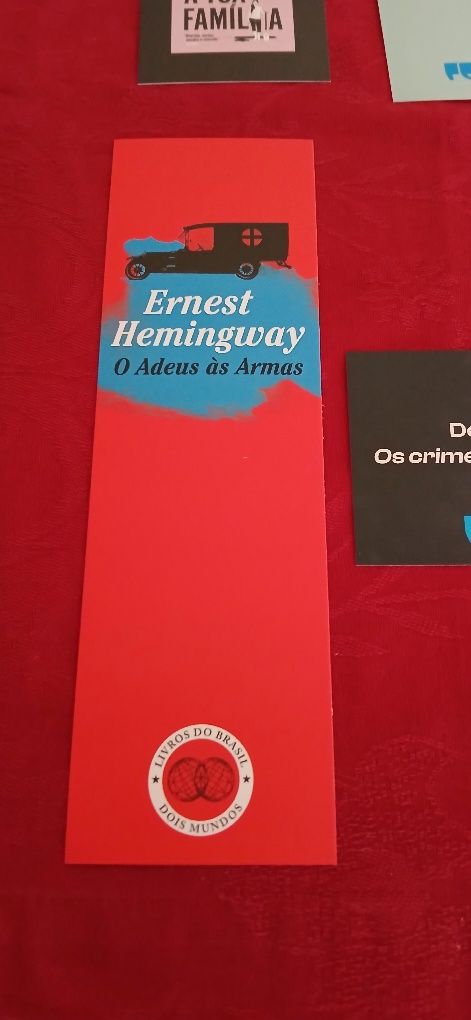 FAMÍLIA
Ernest
Hemingway
O Adeus às Armas
Os crime
LIVROS DO BRASIL
DOIS MUNDOS